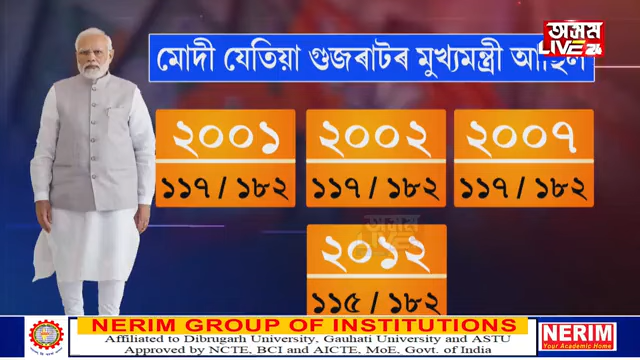 অসম
LIVE 24
মোদী যেতিয়া গুজৰাটৰ মুখ্যমন্ত্ৰী আছিল
২০০১
১১৭ / ১৮২
২০০২
১১৭ / ১৮২
২০০৭
১১৭ / ১৮২
২০১২
১১৫ / ১৮২
NERIM GROUP OF INSTITUTIONS
Affiliated to Dibrugarh University, Gauhati University and ASTU
Approved by NCTE, BCI and AICTE, MoE, Govt. of India
NERIM
Your Academic Home